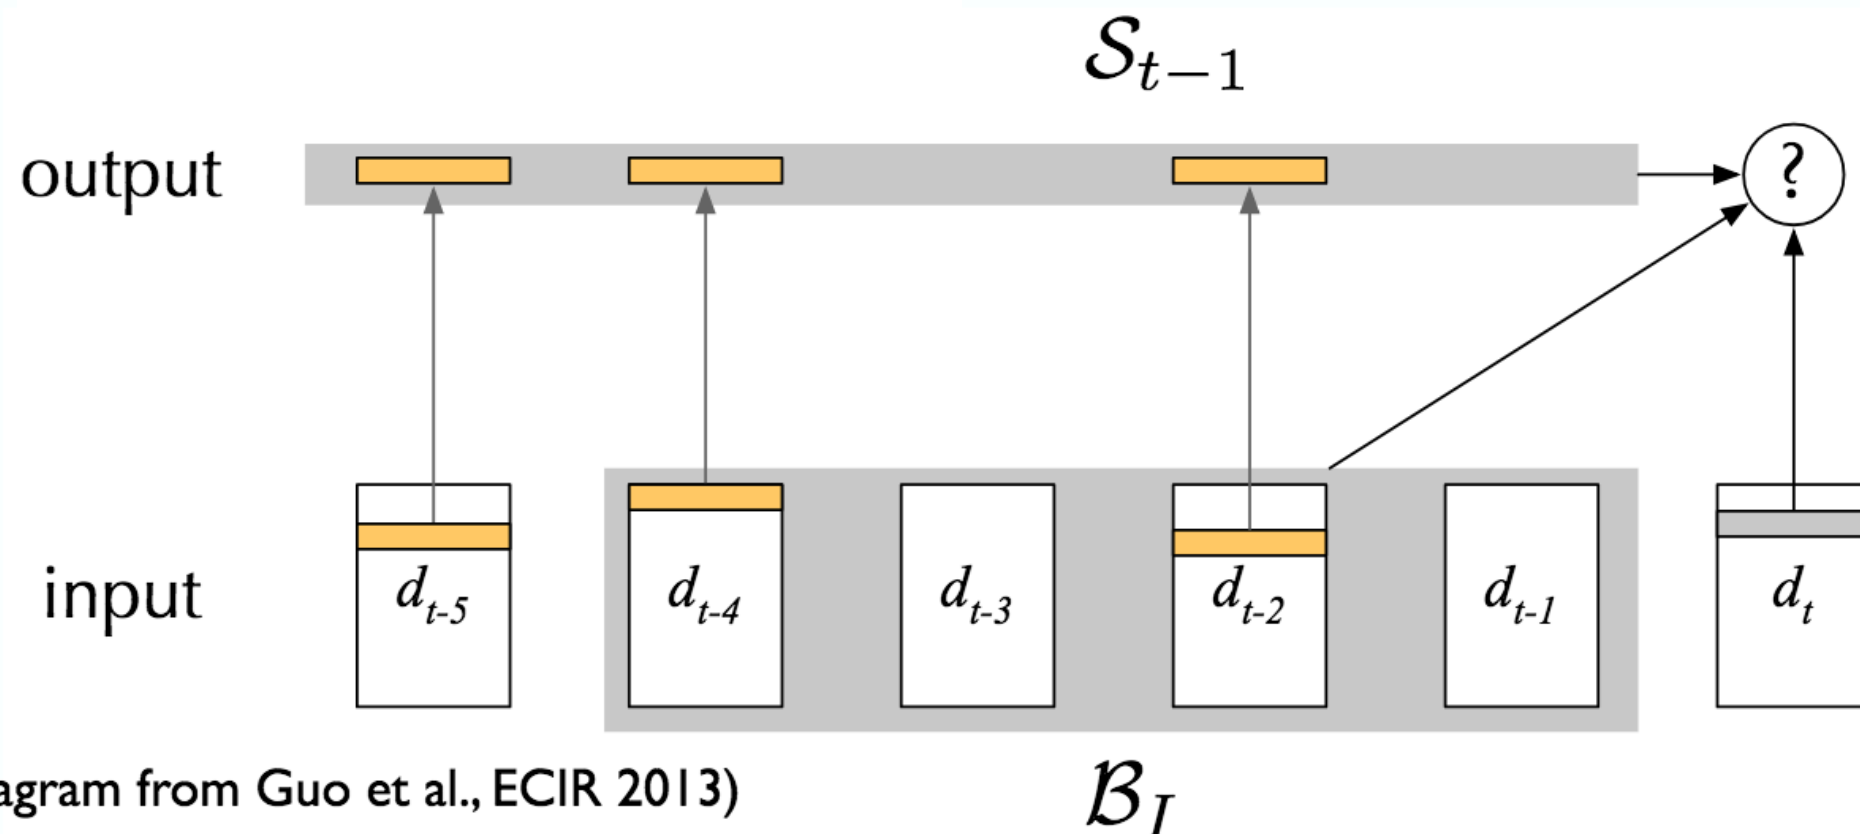 S_{t-1}
output ?
input d_{t-5} d_{t-4} d_{t-3} d_{t-2} d_{t-1} d_t
agram from Guo et al., ECIR 2013)
B